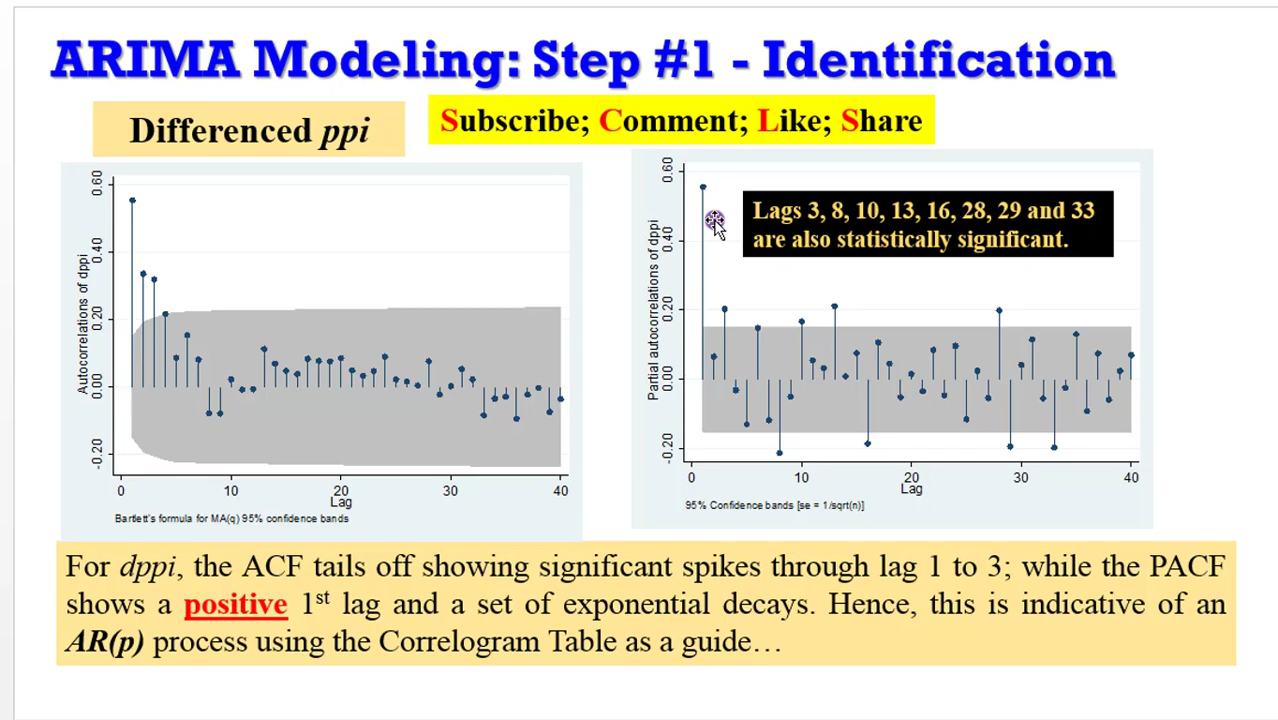 ARIMA Modeling: Step #1 - Identification
Differenced ppi
Subscribe; Comment; Like; Share
Autocorrelations of dppi
0.60
0.40
0.20
0.00
-0.20
0 10 20 30 40
Lag
Bartlett's formula for MA(q) 95% confidence bands
Partial autocorrelations of dppi
0.60
0.40
0.20
0.00
-0.20
Lags 3, 8, 10, 13, 16, 28, 29 and 33
are also statistically significant.
0 10 20 30 40
Lag
95% Confidence bands [se = 1/sqrt(n)]
For dppi, the ACF tails off showing significant spikes through lag 1 to 3; while the PACF
shows a positive 1st lag and a set of exponential decays. Hence, this is indicative of an
AR(p) process using the Correlogram Table as a guide…